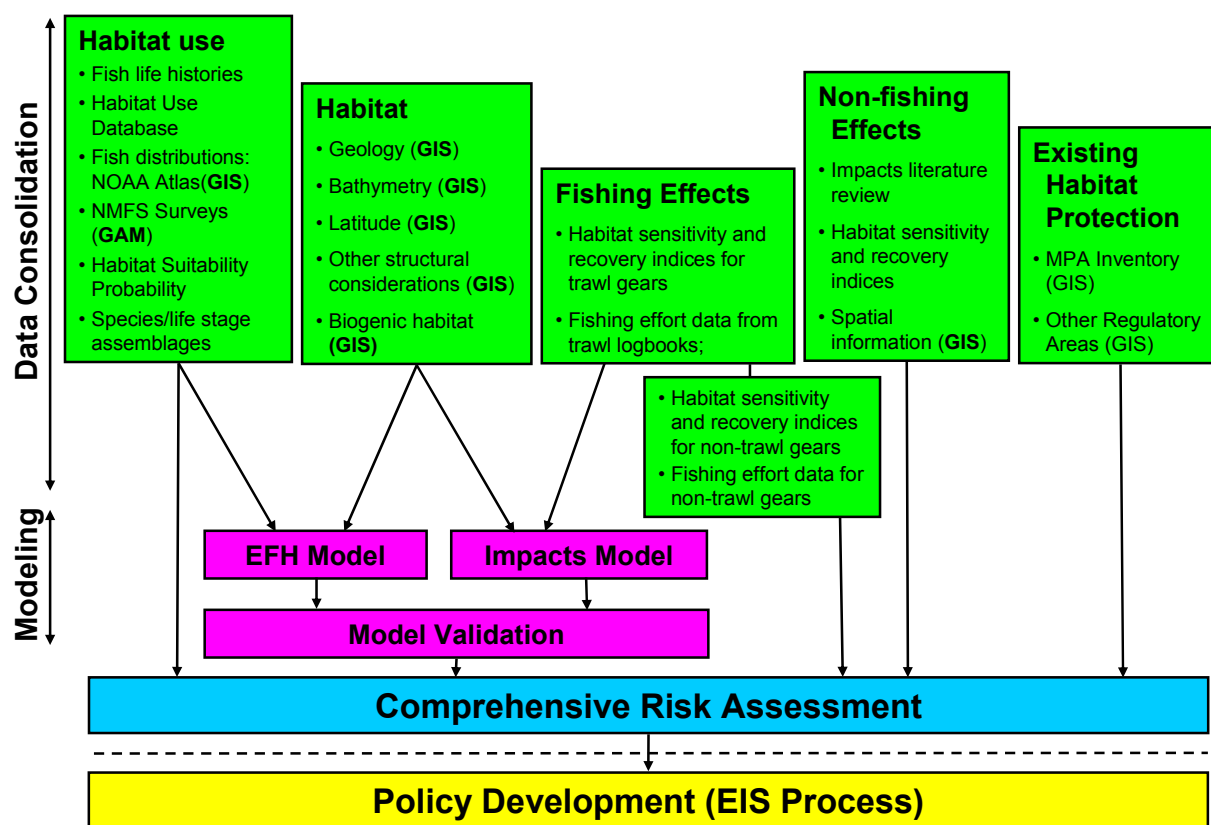 Data Consolidation
Modeling
Habitat use
• Fish life histories
• Habitat Use
Database
• Fish distributions:
NOAA Atlas(GIS)
• NMFS Surveys
(GAM)
• Habitat Suitability
Probability
• Species/life stage
assemblages
Habitat
• Geology (GIS)
• Bathymetry (GIS)
• Latitude (GIS)
• Other structural
considerations (GIS)
• Biogenic habitat
(GIS)
Fishing Effects
• Habitat sensitivity and
recovery indices for
trawl gears
• Fishing effort data from
trawl logbooks;
• Habitat sensitivity
and recovery indices
for non-trawl gears
• Fishing effort data for
non-trawl gears
Non-fishing
Effects
• Impacts literature
review
• Habitat sensitivity
and recovery
indices
• Spatial
information (GIS)
Existing
Habitat
Protection
• MPA Inventory
(GIS)
• Other Regulatory
Areas (GIS)
EFH Model
Impacts Model
Model Validation
Comprehensive Risk Assessment
Policy Development (EIS Process)